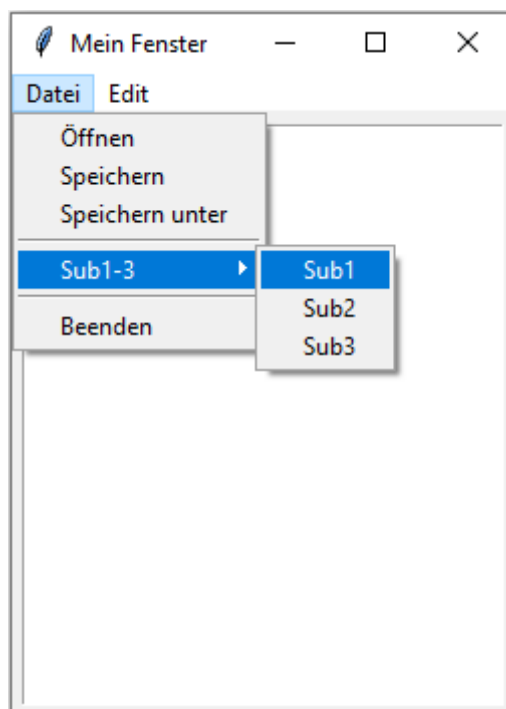 Mein Fenster
Datei Edit
Öffnen
Speichern
Speichern unter
Sub1-3
Sub1
Sub2
Sub3
Beenden